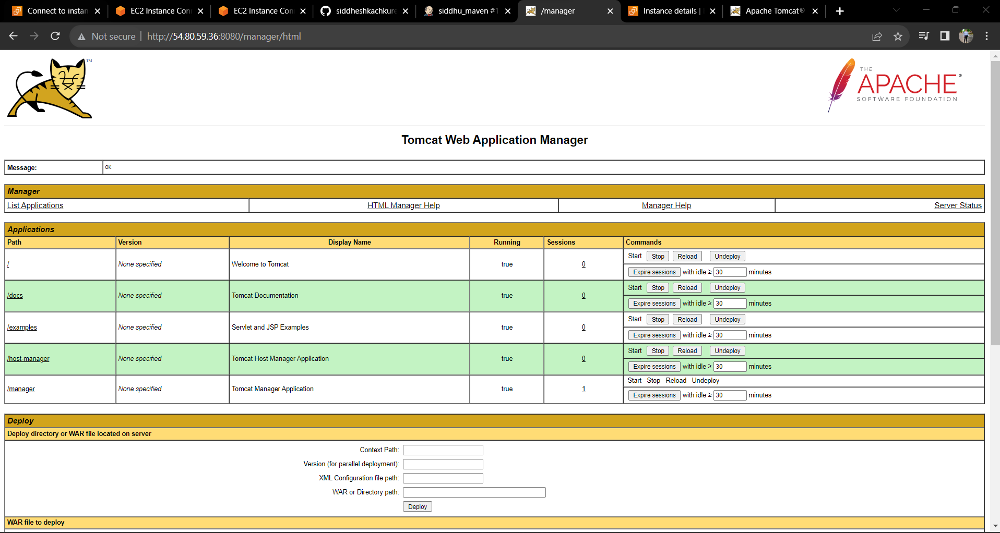 Connect to instan
EC2 Instance Con
EC2 Instance Con
siddheshkachkure
siddhu_maven #1
/manager
Instance details |
Apache Tomcat®
Not secure | http://54.80.59.36:8080/manager/html
TM
THE
APACHE®
SOFTWARE FOUNDATION
Tomcat Web Application Manager
Message: OK
Manager
List Applications HTML Manager Help Manager Help Server Status
Applications
Path Version Display Name Running Sessions Commands
/ None specified Welcome to Tomcat true 0 Start Stop Reload Undeploy
Expire sessions with idle ≥ 30 minutes
/docs None specified Tomcat Documentation true 0 Start Stop Reload Undeploy
Expire sessions with idle ≥ 30 minutes
/examples None specified Servlet and JSP Examples true 0 Start Stop Reload Undeploy
Expire sessions with idle ≥ 30 minutes
/host-manager None specified Tomcat Host Manager Application true 0 Start Stop Reload Undeploy
Expire sessions with idle ≥ 30 minutes
/manager None specified Tomcat Manager Application true 1 Start Stop Reload Undeploy
Expire sessions with idle ≥ 30 minutes
Deploy
Deploy directory or WAR file located on server
Context Path:
Version (for parallel deployment):
XML Configuration file path:
WAR or Directory path:
Deploy
WAR file to deploy